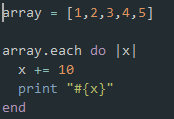 array = [1,2,3,4,5]
array.each do |x|
  x += 10
  print "#{x}"
end